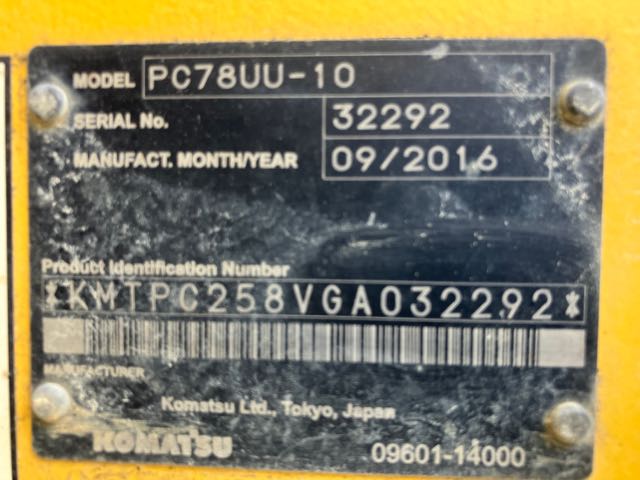 MODEL PC78UU-10
SERIAL No. 32292
MANUFACT. MONTH/YEAR 09/2016
Product Identification Number
*KMTPC258VGA032292*
MANUFACTURER
Komatsu Ltd., Tokyo, Japan
KOMATSU 09601-14000